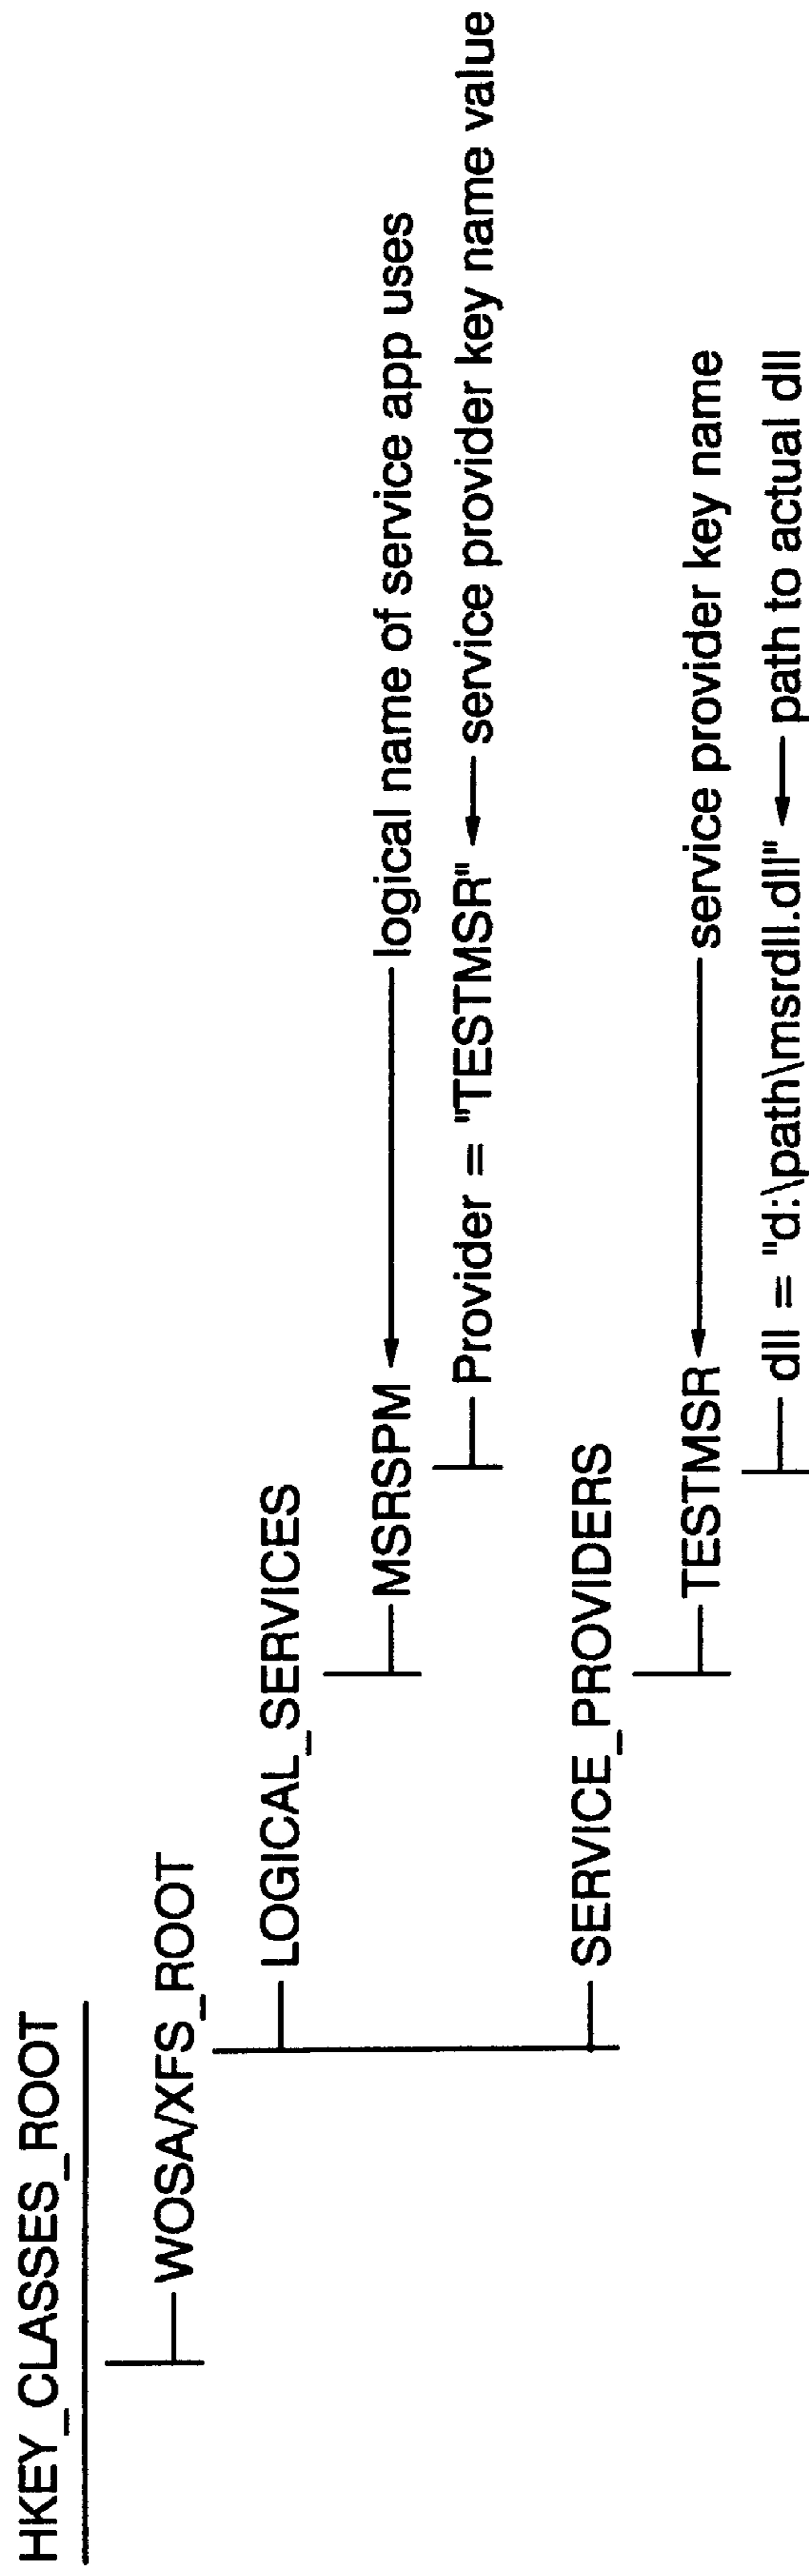 HKEY_CLASSES_ROOT
WOSA/XFS_ROOT
LOGICAL_SERVICES
MSRSPM logical name of service app uses
Provider = "TESTMSR" service provider key name value
SERVICE_PROVIDERS
TESTMSR service provider key name
dll = "d:\path\msrdll.dll" path to actual dll